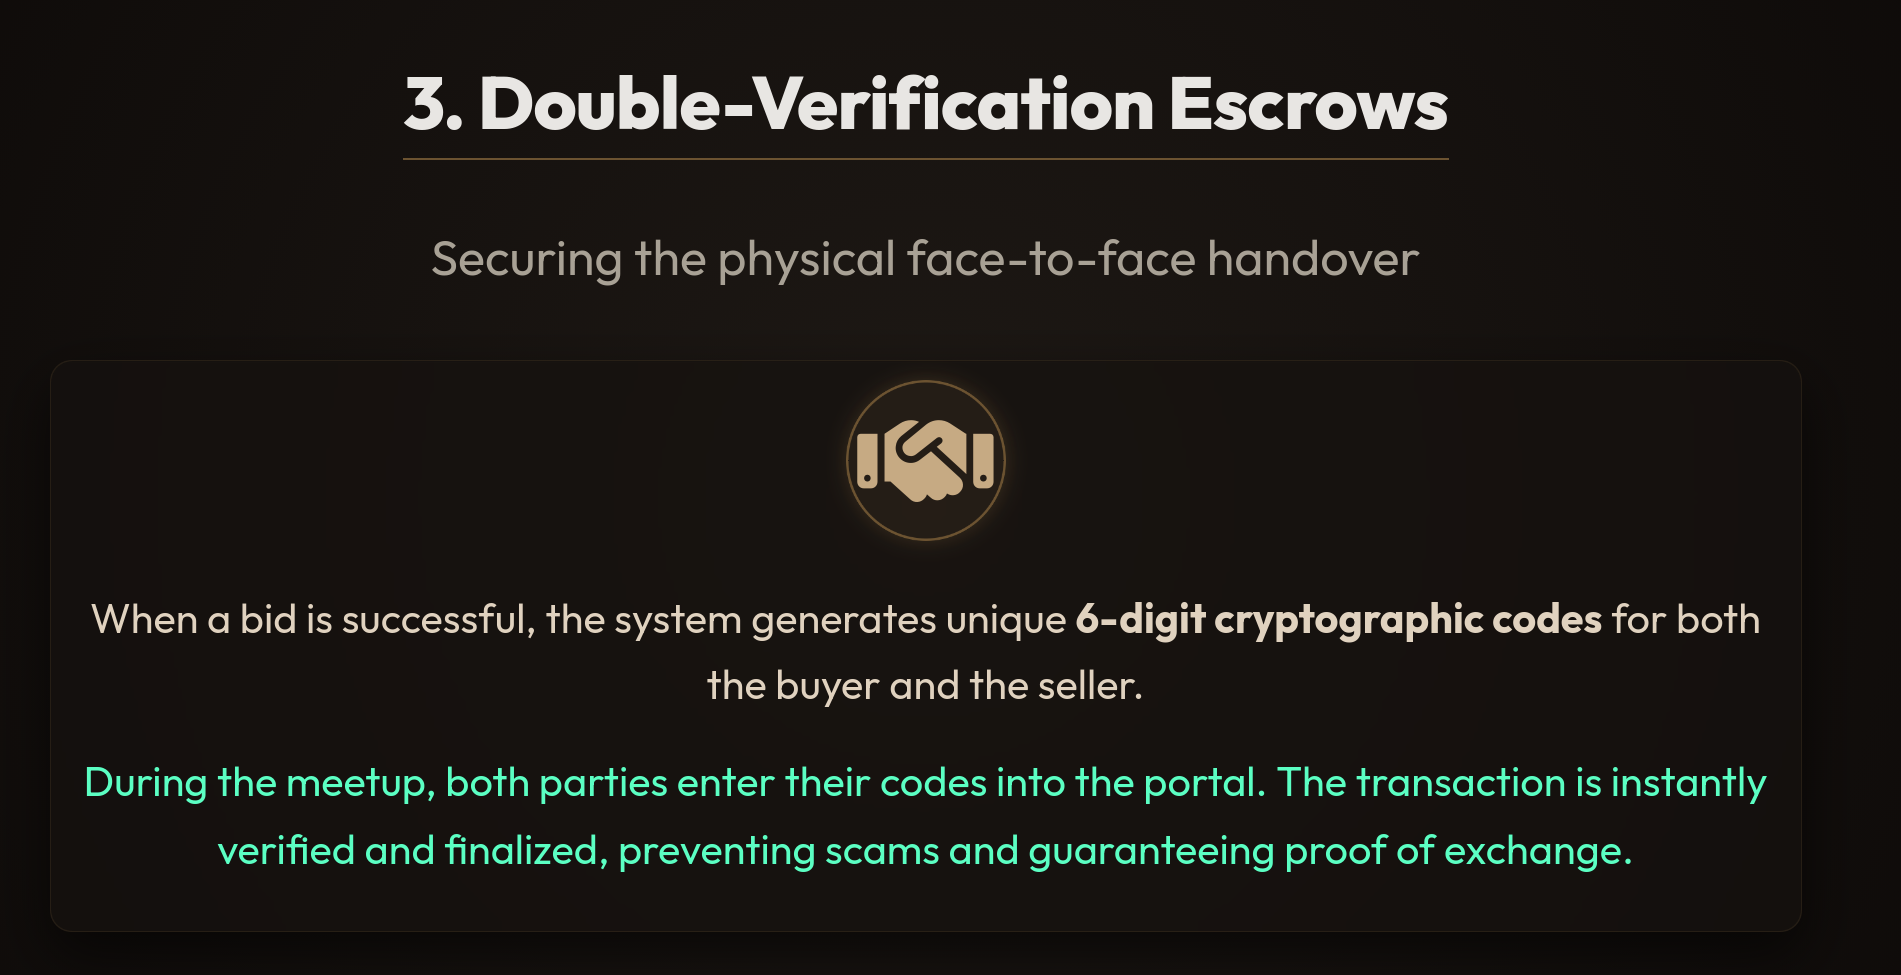 3. Double-Verification Escrows
Securing the physical face-to-face handover
When a bid is successful, the system generates unique 6-digit cryptographic codes for both
the buyer and the seller.
During the meetup, both parties enter their codes into the portal. The transaction is instantly
verified and finalized, preventing scams and guaranteeing proof of exchange.